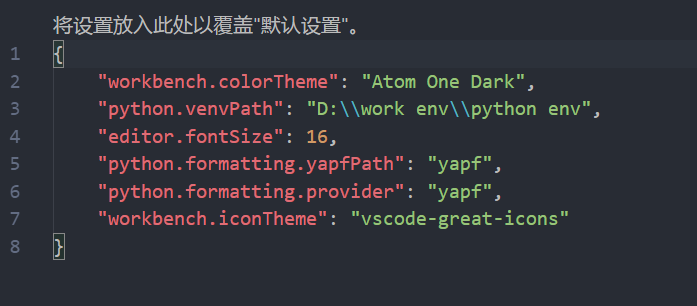 将设置放入此处以覆盖"默认设置"。
1 {
2 "workbench.colorTheme": "Atom One Dark",
3 "python.venvPath": "D:\\work env\\python env",
4 "editor.fontSize": 16,
5 "python.formatting.yapfPath": "yapf",
6 "python.formatting.provider": "yapf",
7 "workbench.iconTheme": "vscode-great-icons"
8 }